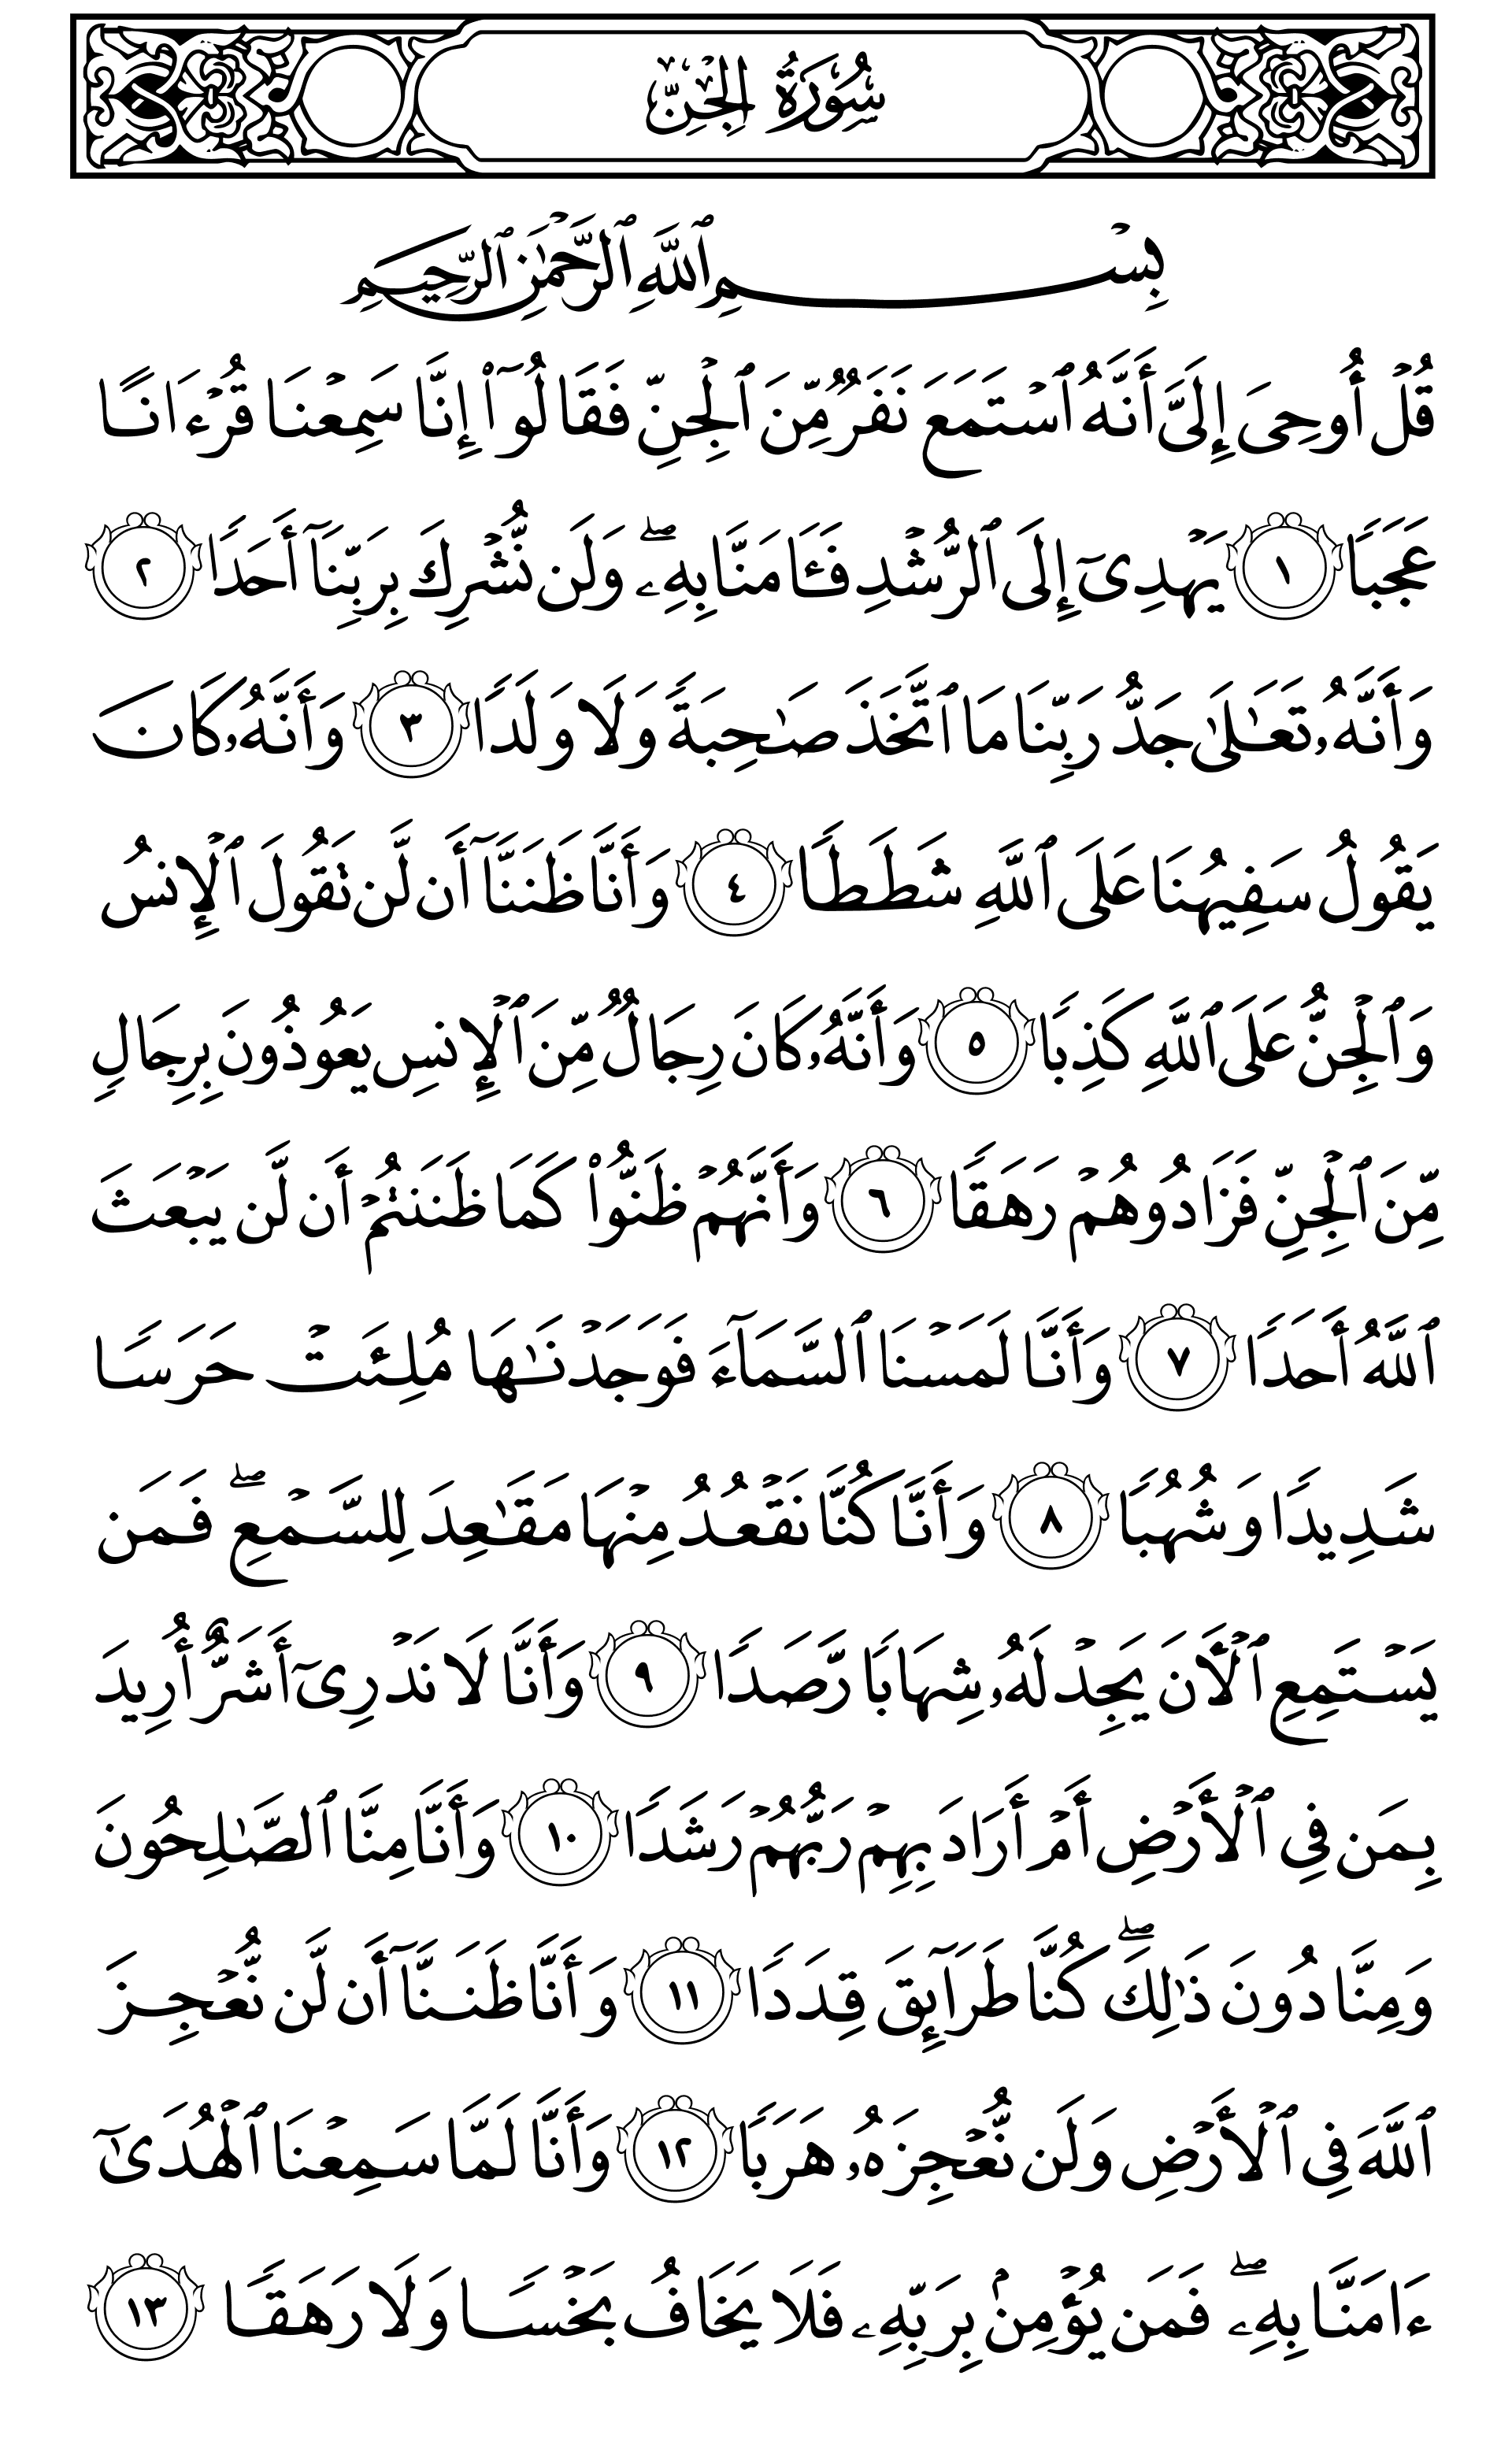 سُورَةُ الجِنّ
بِسْمِ ٱللَّهِ ٱلرَّحْمَٰنِ ٱلرَّحِيمِ
قُلْ أُوحِىَ إِلَىَّ أَنَّهُ ٱسْتَمَعَ نَفَرٌ مِّنَ ٱلْجِنِّ فَقَالُوٓا۟ إِنَّا سَمِعْنَا قُرْءَانًا
عَجَبًا ١ يَهْدِىٓ إِلَى ٱلرُّشْدِ فَـَٔامَنَّا بِهِۦ ۖ وَلَن نُّشْرِكَ بِرَبِّنَآ أَحَدًا ٢
وَأَنَّهُۥ تَعَٰلَىٰ جَدُّ رَبِّنَا مَا ٱتَّخَذَ صَٰحِبَةً وَلَا وَلَدًا ٣ وَأَنَّهُۥ كَانَ
يَقُولُ سَفِيهُنَا عَلَى ٱللَّهِ شَطَطًا ٤ وَأَنَّا ظَنَنَّآ أَن لَّن تَقُولَ ٱلْإِنسُ
وَٱلْجِنُّ عَلَى ٱللَّهِ كَذِبًا ٥ وَأَنَّهُۥ كَانَ رِجَالٌ مِّنَ ٱلْإِنسِ يَعُوذُونَ بِرِجَالٍ
مِّنَ ٱلْجِنِّ فَزَادُوهُمْ رَهَقًا ٦ وَأَنَّهُمْ ظَنُّوا۟ كَمَا ظَنَنتُمْ أَن لَّن يَبْعَثَ
ٱللَّهُ أَحَدًا ٧ وَأَنَّا لَمَسْنَا ٱلسَّمَآءَ فَوَجَدْنَٰهَا مُلِئَتْ حَرَسًا
شَدِيدًا وَشُهُبًا ٨ وَأَنَّا كُنَّا نَقْعُدُ مِنْهَا مَقَٰعِدَ لِلسَّمْعِ ۖ فَمَن
يَسْتَمِعِ ٱلْـَٔانَ يَجِدْ لَهُۥ شِهَابًا رَّصَدًا ٩ وَأَنَّا لَا نَدْرِىٓ أَشَرٌّ أُرِيدَ
بِمَن فِى ٱلْأَرْضِ أَمْ أَرَادَ بِهِمْ رَبُّهُمْ رَشَدًا ١٠ وَأَنَّا مِنَّا ٱلصَّٰلِحُونَ
وَمِنَّا دُونَ ذَٰلِكَ ۖ كُنَّا طَرَآئِقَ قِدَدًا ١١ وَأَنَّا ظَنَنَّآ أَن لَّن نُّعْجِزَ
ٱللَّهَ فِى ٱلْأَرْضِ وَلَن نُّعْجِزَهُۥ هَرَبًا ١٢ وَأَنَّا لَمَّا سَمِعْنَا ٱلْهُدَىٰٓ
ءَامَنَّا بِهِۦ ۖ فَمَن يُؤْمِنۢ بِرَبِّهِۦ فَلَا يَخَافُ بَخْسًا وَلَا رَهَقًا ١٣